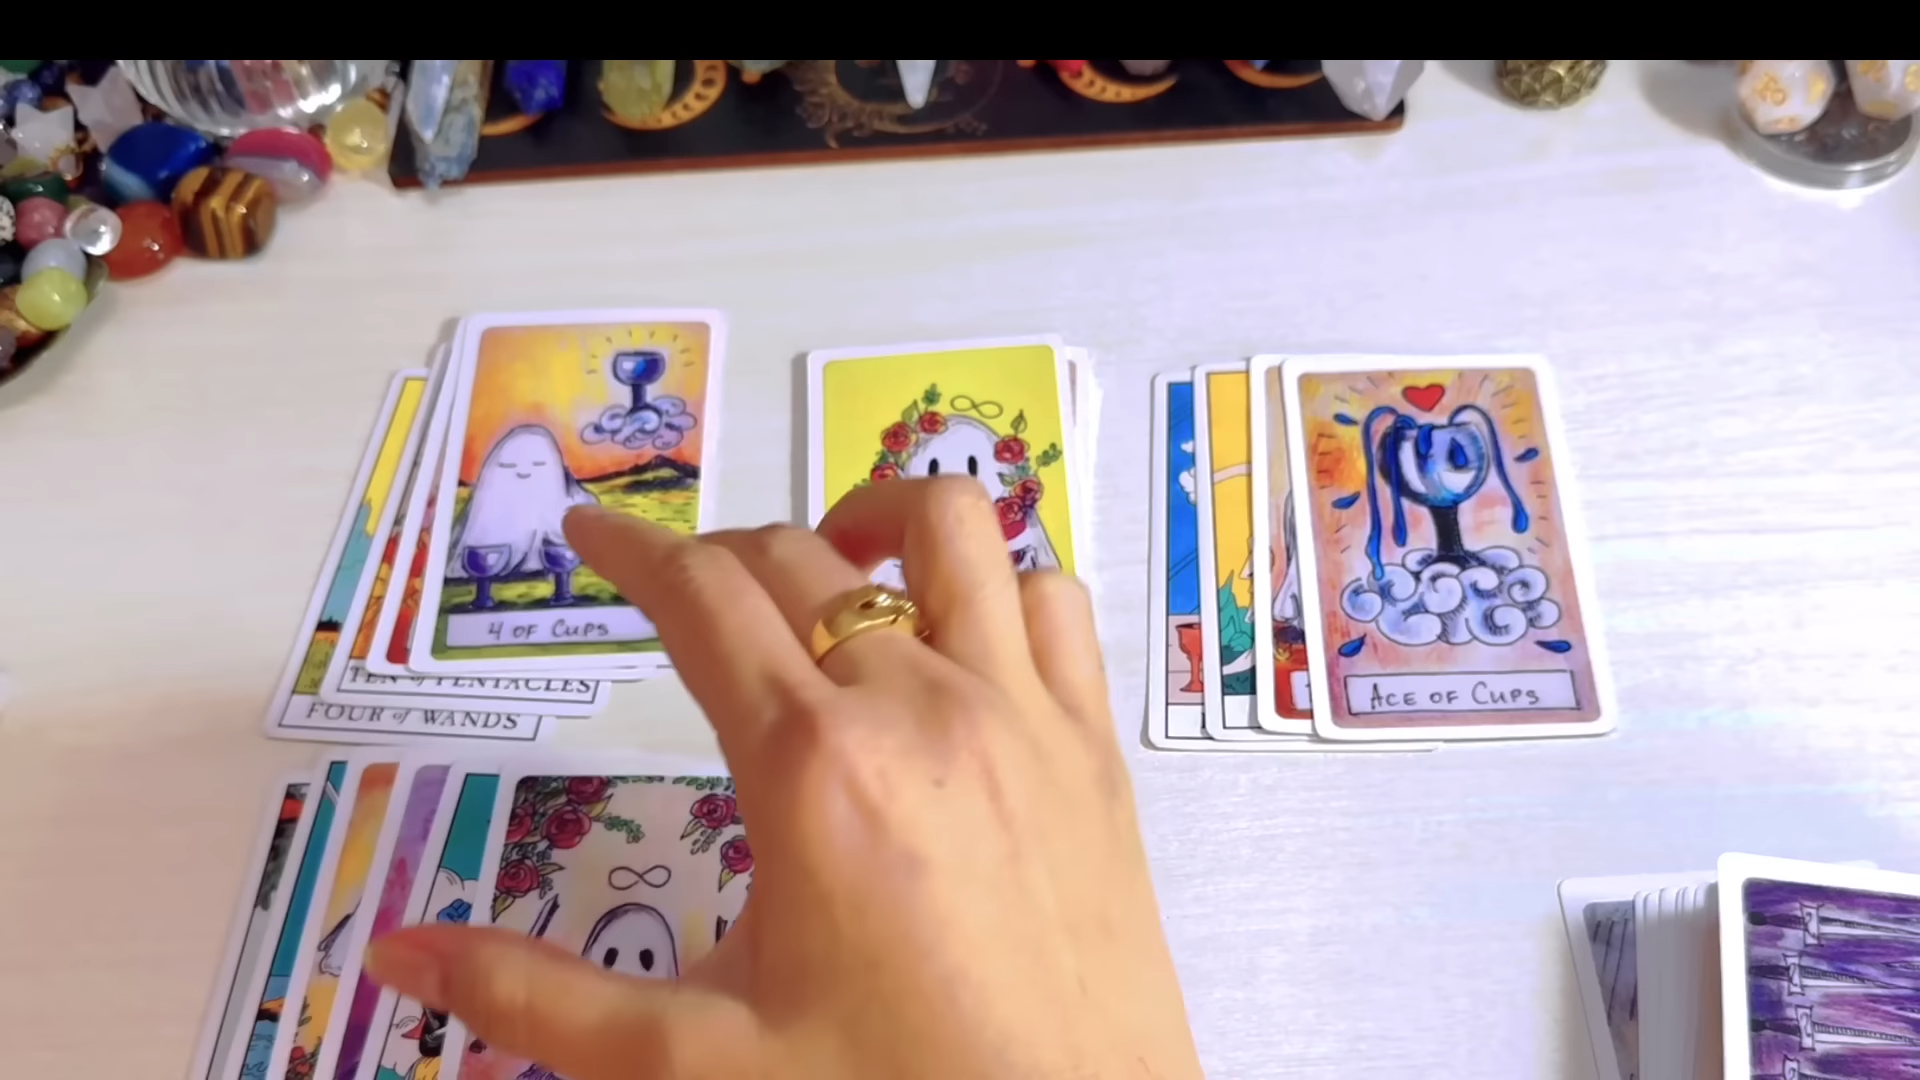 4 OF CUPS
TEN of PENTACLES
FOUR of WANDS
ACE OF CUPS